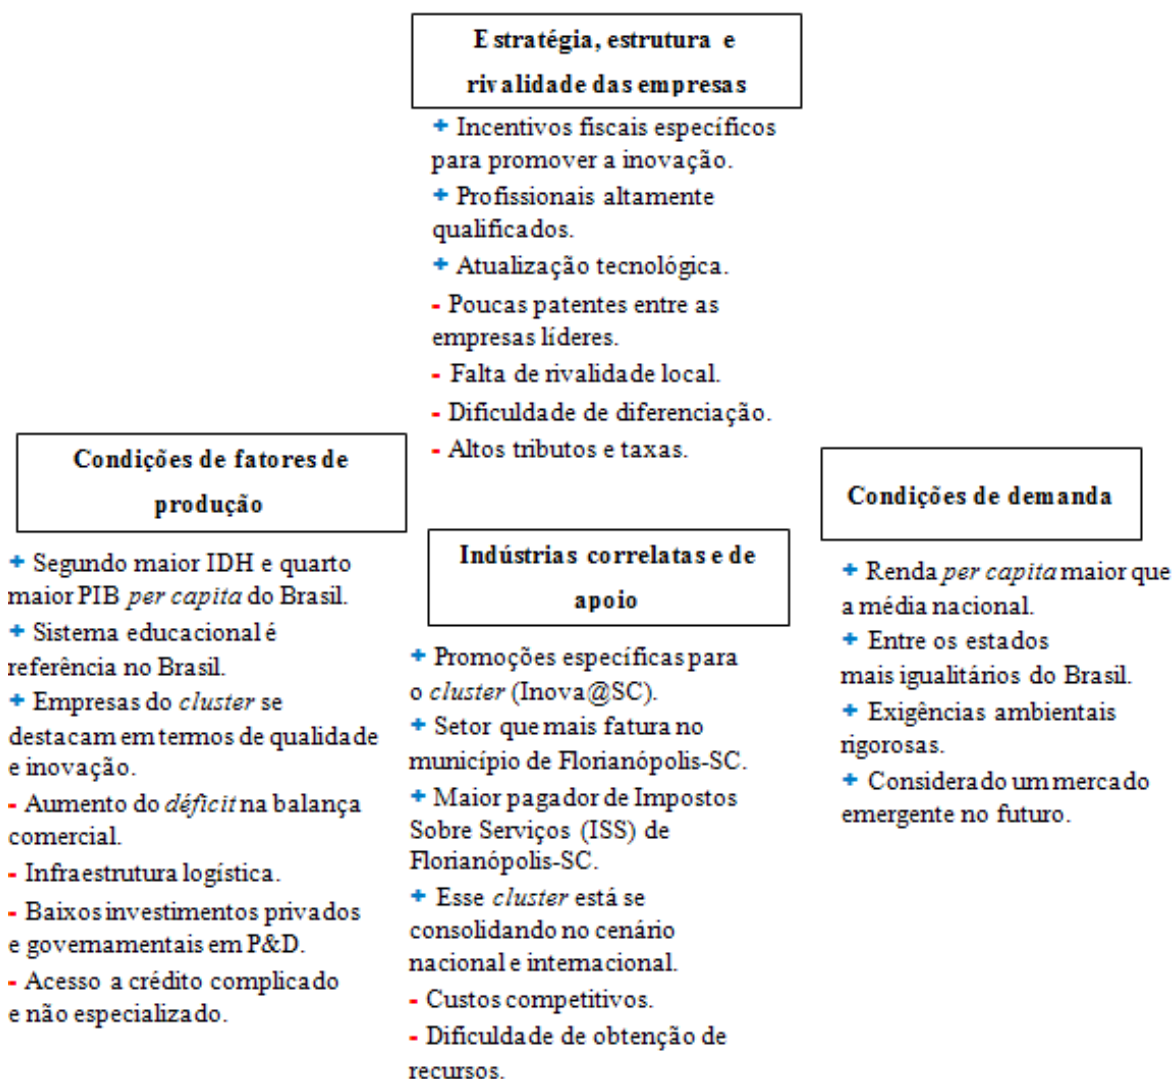 Estratégia, estrutura e
rivalidade das empresas
+ Incentivos fiscais específicos
para promover a inovação.
+ Profissionais altamente
qualificados.
+ Atualização tecnológica.
- Poucas patentes entre as
empresas líderes.
- Falta de rivalidade local.
- Dificuldade de diferenciação.
- Altos tributos e taxas.
Condições de fatores de
produção
+ Segundo maior IDH e quarto
maior PIB per capita do Brasil.
+ Sistema educacional é
referência no Brasil.
+ Empresas do cluster se
destacam em termos de qualidade
e inovação.
- Aumento do déficit na balança
comercial.
- Infraestrutura logística.
- Baixos investimentos privados
e governamentais em P&D.
- Acesso a crédito complicado
e não especializado.
Indústrias correlatas e de
apoio
+ Promoções específicas para
o cluster (Inova@SC).
+ Setor que mais fatura no
município de Florianópolis-SC.
+ Maior pagador de Impostos
Sobre Serviços (ISS) de
Florianópolis-SC.
+ Esse cluster está se
consolidando no cenário
nacional e internacional.
- Custos competitivos.
- Dificuldade de obtenção de
recursos.
Condições de demanda
+ Renda per capita maior que
a média nacional.
+ Entre os estados
mais igualitários do Brasil.
+ Exigências ambientais
rigorosas.
+ Considerado um mercado
emergente no futuro.